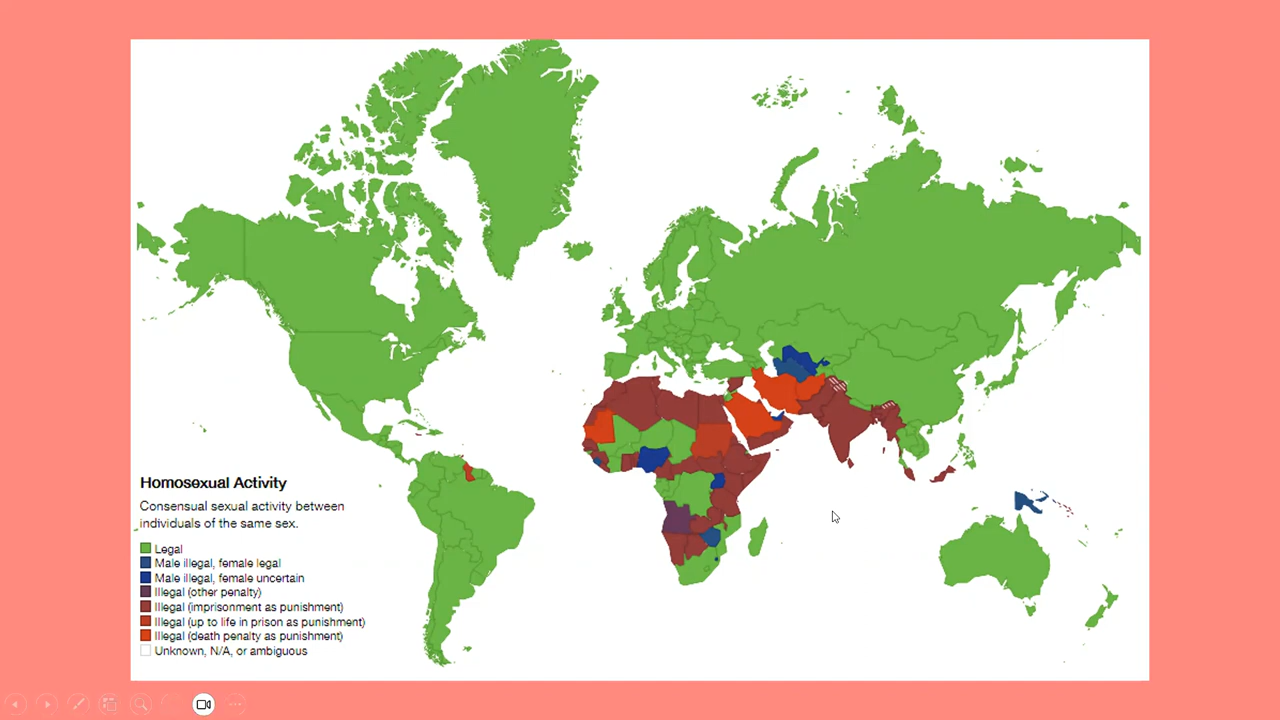 Homosexual Activity
Consensual sexual activity between
individuals of the same sex.
Legal
Male illegal, female legal
Male illegal, female uncertain
Illegal (other penalty)
Illegal (imprisonment as punishment)
Illegal (up to life in prison as punishment)
Illegal (death penalty as punishment)
Unknown, N/A, or ambiguous